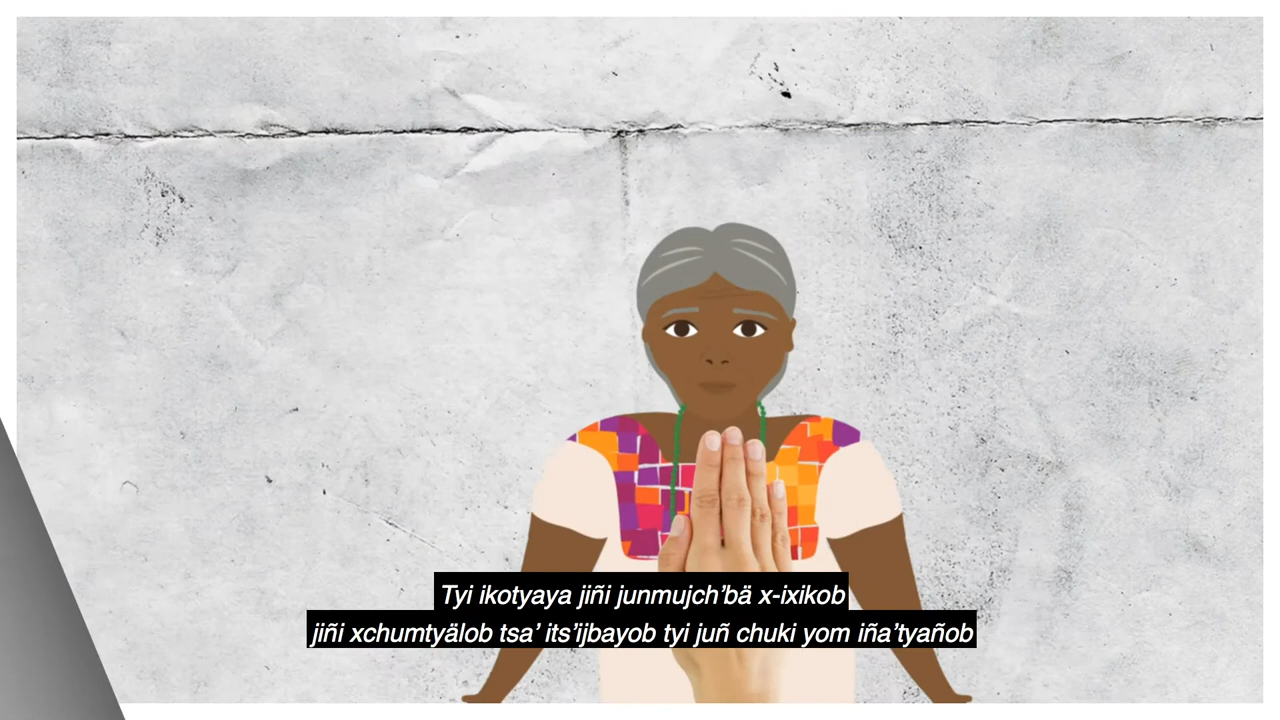 Tyi ikotyaya jiñi junmujch’bä x-ixikob
jiñi xchumtyälob tsa’ its’ijbayob tyi juñ chuki yom iña’tyañob